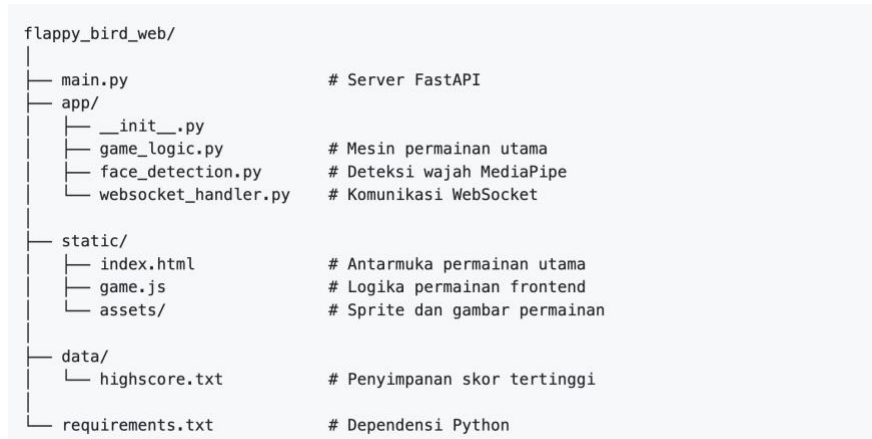 flappy_bird_web/
│
├── main.py                    # Server FastAPI
├── app/
│   ├── __init__.py
│   ├── game_logic.py          # Mesin permainan utama
│   ├── face_detection.py      # Deteksi wajah MediaPipe
│   └── websocket_handler.py   # Komunikasi WebSocket
│
├── static/
│   ├── index.html             # Antarmuka permainan utama
│   ├── game.js                # Logika permainan frontend
│   └── assets/                # Sprite dan gambar permainan
│
├── data/
│   └── highscore.txt          # Penyimpanan skor tertinggi
│
└── requirements.txt           # Dependensi Python